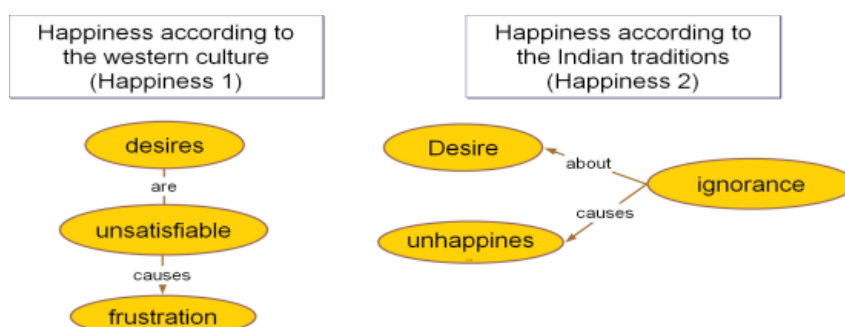 Happiness according to
the western culture
(Happiness 1)
Happiness according to
the Indian traditions
(Happiness 2)
desires
are
unsatisfiable
causes
frustration
Desire
about
ignorance
causes
unhappines